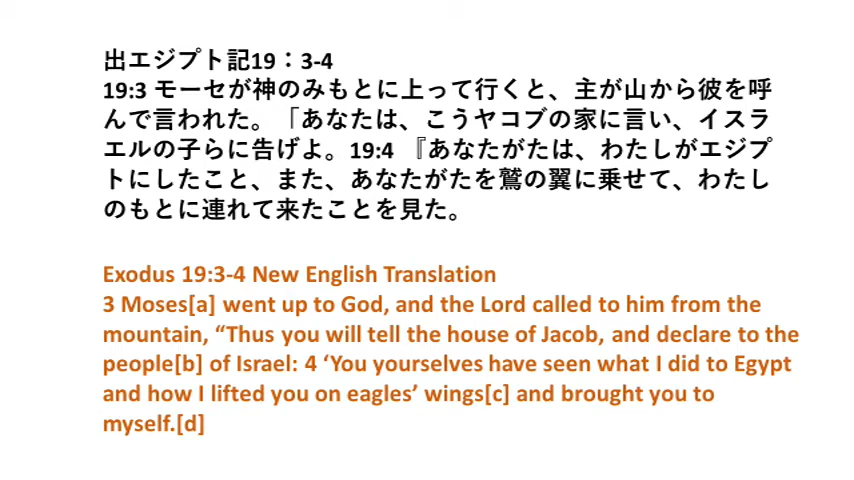 出エジプト記19：3-4
19:3 モーセが神のみもとに上って行くと、主が山から彼を呼
んで言われた。「あなたは、こうヤコブの家に言い、イスラ
エルの子らに告げよ。19:4 『あなたがたは、わたしがエジプ
トにしたこと、また、あなたがたを鷲の翼に乗せて、わたし
のもとに連れて来たことを見た。
Exodus 19:3-4 New English Translation
3 Moses[a] went up to God, and the Lord called to him from the
mountain, “Thus you will tell the house of Jacob, and declare to the
people[b] of Israel: 4 ‘You yourselves have seen what I did to Egypt
and how I lifted you on eagles’ wings[c] and brought you to
myself.[d]